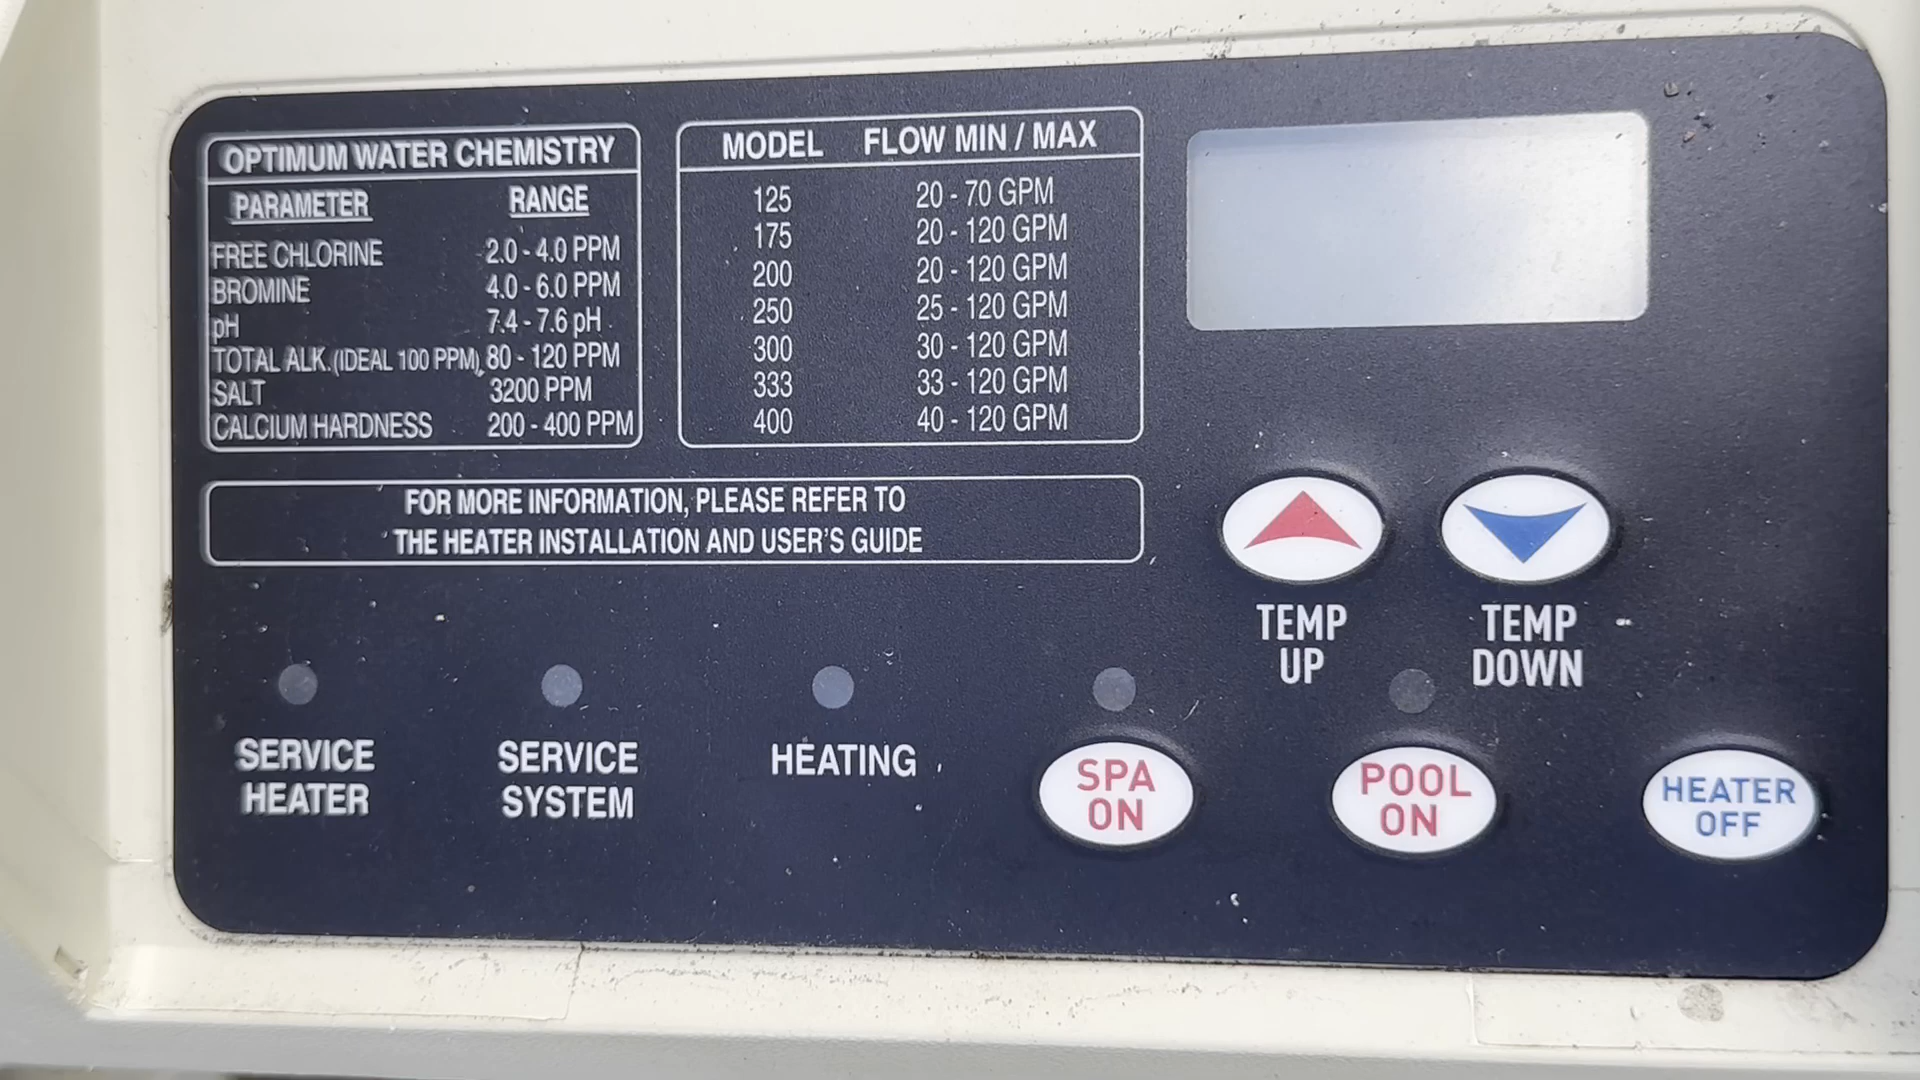 OPTIMUM WATER CHEMISTRY
PARAMETER RANGE
FREE CHLORINE 2.0 - 4.0 PPM
BROMINE 4.0 - 6.0 PPM
pH 7.4 - 7.6 pH
TOTAL ALK.(IDEAL 100 PPM) 80 - 120 PPM
SALT 3200 PPM
CALCIUM HARDNESS 200 - 400 PPM
MODEL FLOW MIN / MAX
125 20 - 70 GPM
175 20 - 120 GPM
200 20 - 120 GPM
250 25 - 120 GPM
300 30 - 120 GPM
333 33 - 120 GPM
400 40 - 120 GPM
FOR MORE INFORMATION, PLEASE REFER TO
THE HEATER INSTALLATION AND USER'S GUIDE
TEMP
UP
TEMP
DOWN
SERVICE
HEATER
SERVICE
SYSTEM
HEATING
SPA
ON
POOL
ON
HEATER
OFF